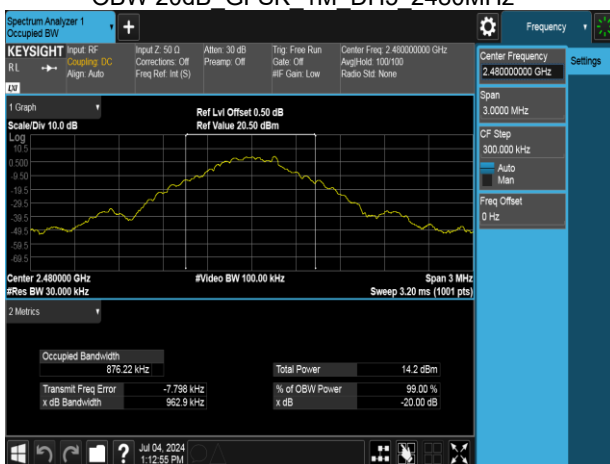 OBW 20dB_GFSK_1M_DH5_2480MHz
Spectrum Analyzer 1
Occupied BW
Frequency
KEYSIGHT
RL
Input: RF
Coupling: DC
Align: Auto
Input Z: 50 Ω
Corrections: Off
Freq Ref: Int (S)
Atten: 30 dB
Preamp: Off
Trig: Free Run
Gate: Off
#IF Gain: Low
Center Freq: 2.480000000 GHz
Avg|Hold: 100/100
Radio Std: None
LXI
Center Frequency
2.480000000 GHz
Settings
Span
3.0000 MHz
CF Step
300.000 kHz
Auto
Man
Freq Offset
0 Hz
1 Graph
Scale/Div 10.0 dB
Ref Lvl Offset 0.50 dB
Ref Value 20.50 dBm
Log
10.5
0.500
-9.50
-19.5
-29.5
-39.5
-49.5
-59.5
-69.5
Center 2.480000 GHz
#Res BW 30.000 kHz
#Video BW 100.00 kHz
Span 3 MHz
Sweep 3.20 ms (1001 pts)
2 Metrics
Occupied Bandwidth
876.22 kHz
Total Power 14.2 dBm
Transmit Freq Error -7.798 kHz
% of OBW Power 99.00 %
x dB Bandwidth 962.9 kHz
x dB -20.00 dB
?
Jul 04, 2024
1:12:55 PM